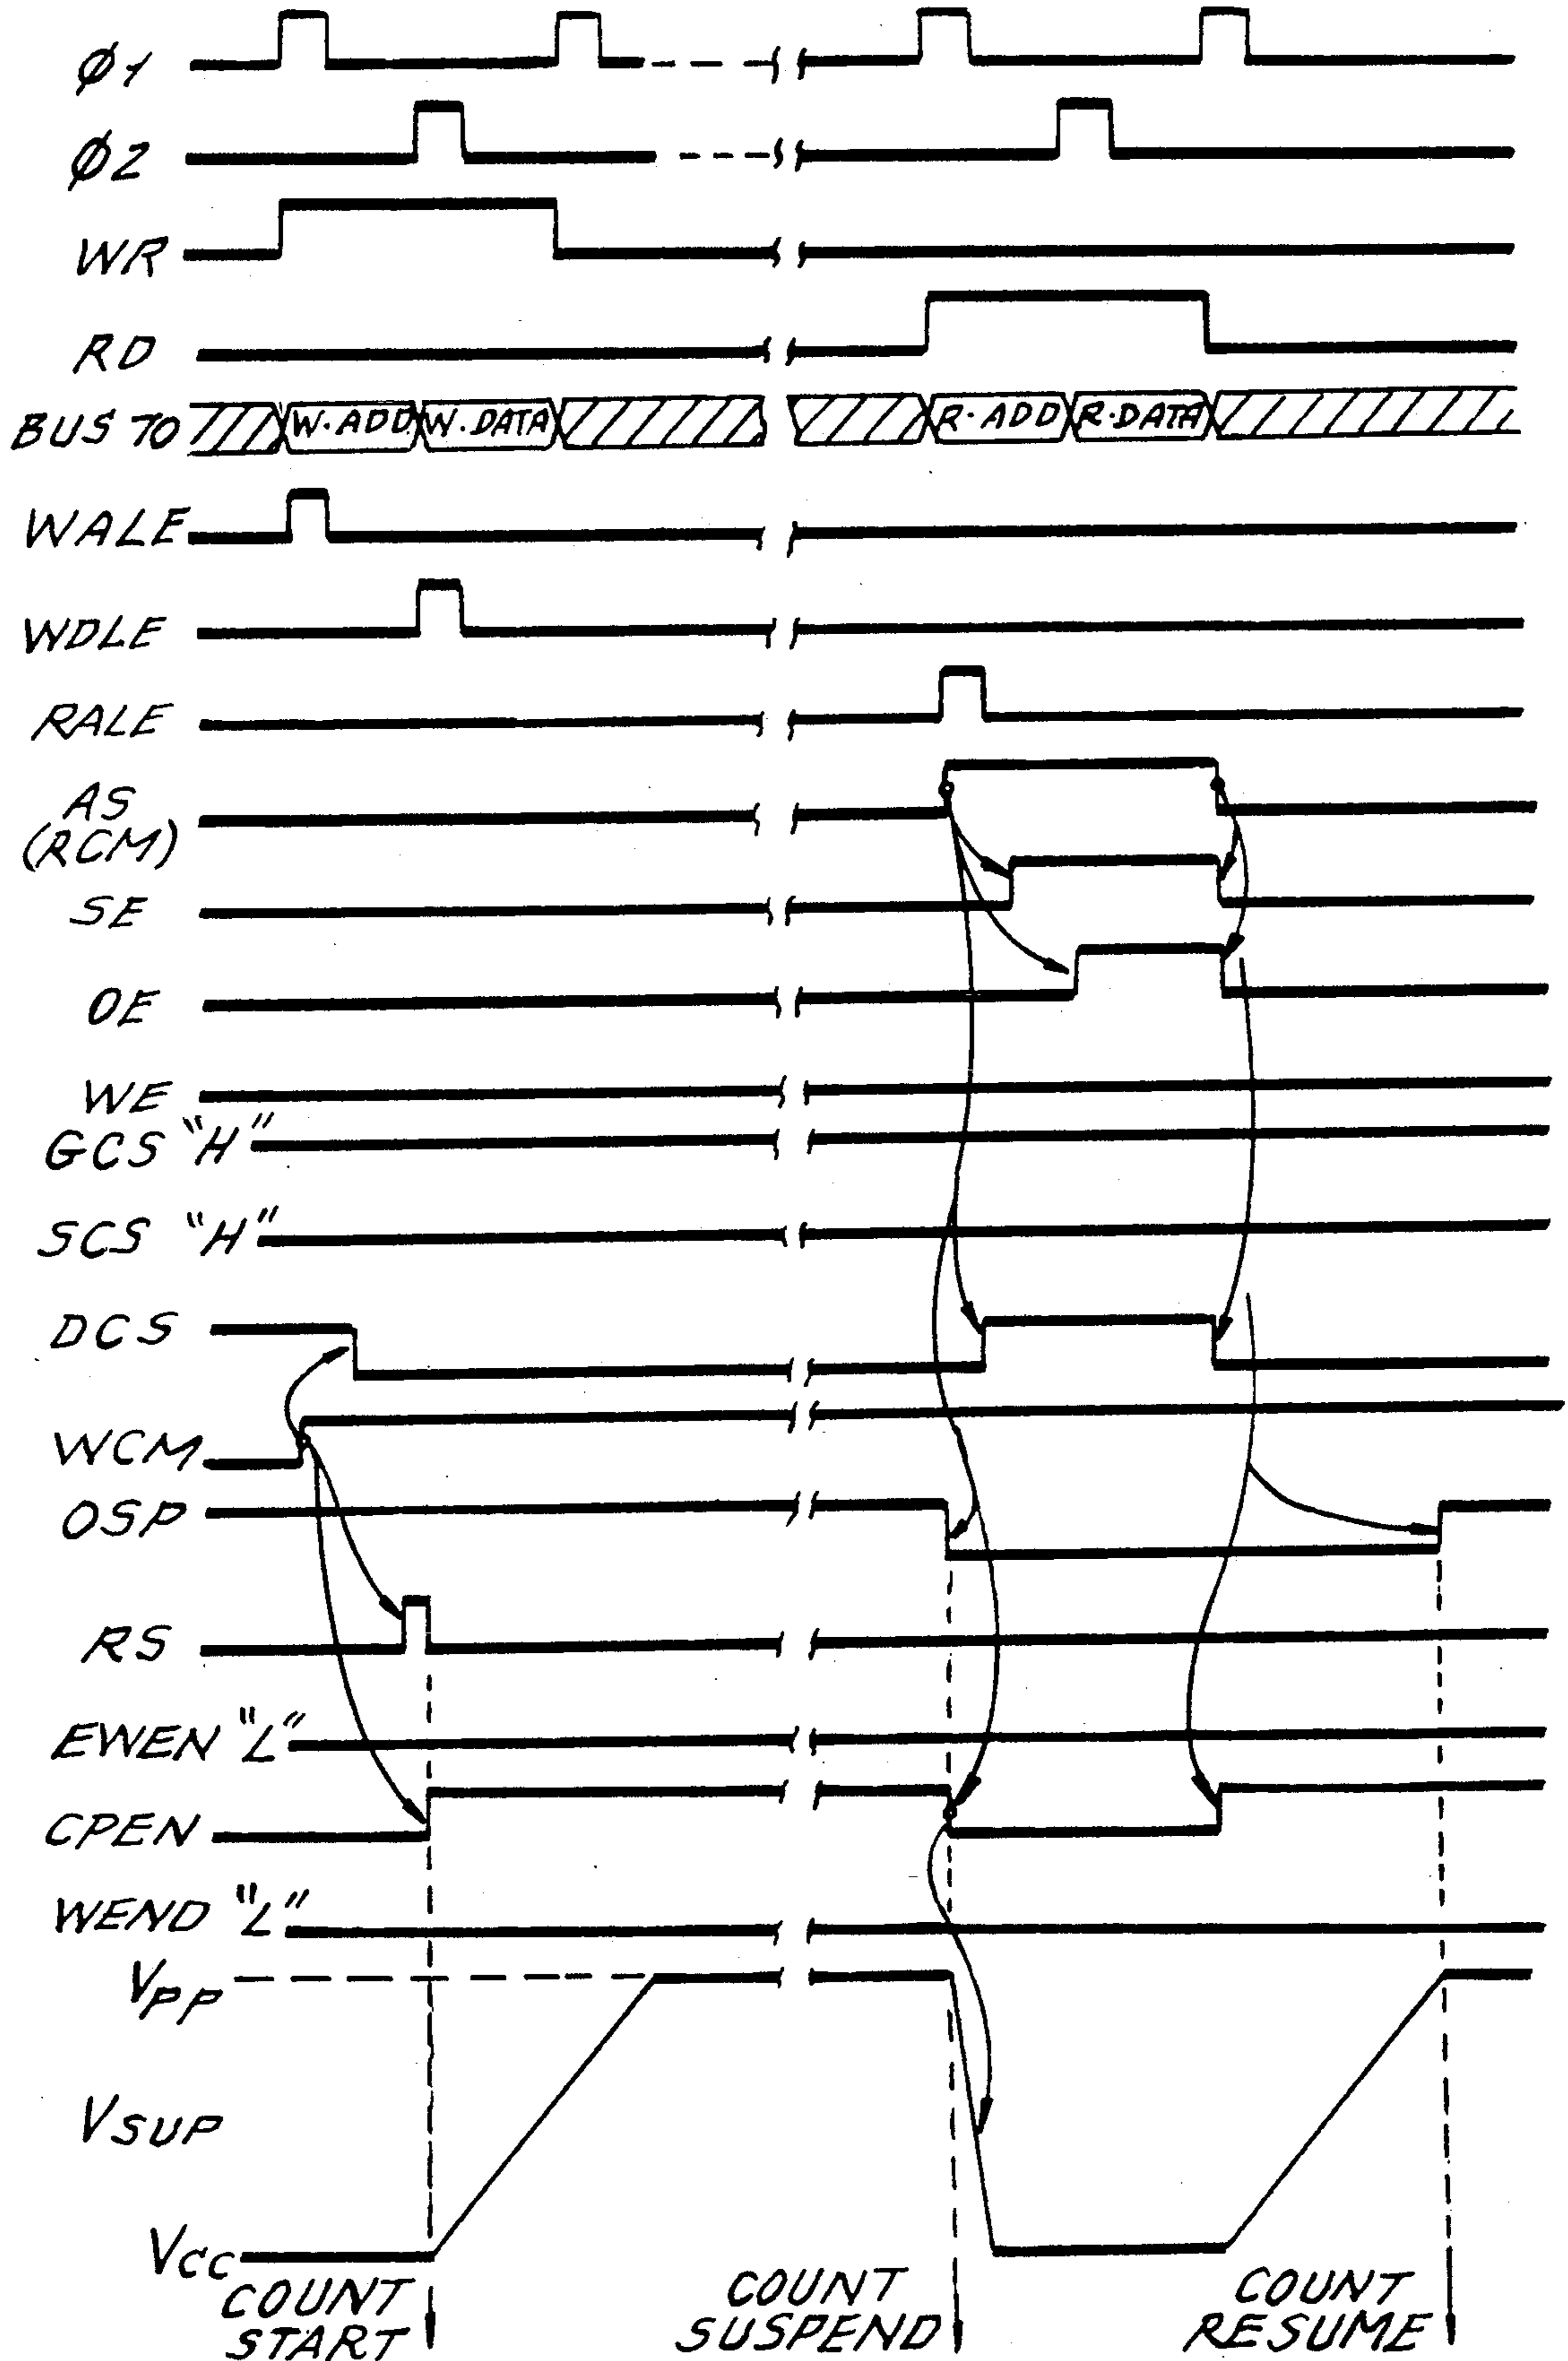 Ø1
Ø2
WR
RD
BUS 70 W.ADD W.DATA R.ADD R.DATA
WALE
WDLE
RALE
AS
(RCM)
SE
OE
WE
GCS "H"
SCS "H"
DCS
WCM
OSP
RS
EWEN "L"
CPEN
WEND "L"
VPP
VSUP
VCC
COUNT START
COUNT SUSPEND
COUNT RESUME